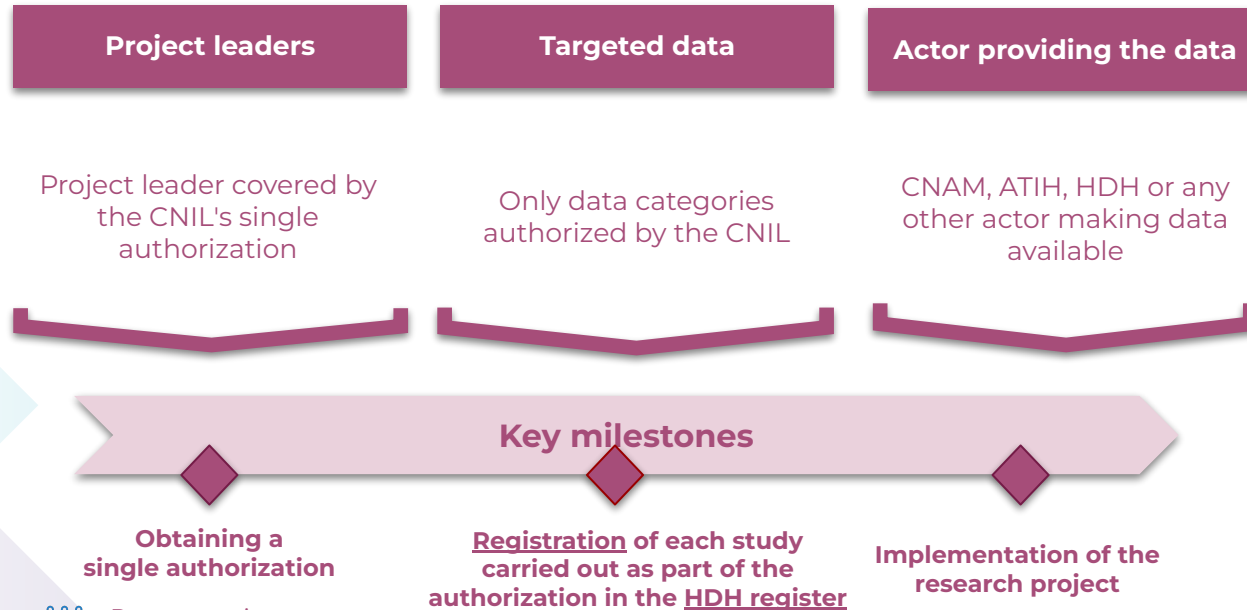 Project leaders
Targeted data
Actor providing the data
Project leader covered by
the CNIL's single
authorization
Only data categories
authorized by the CNIL
CNAM, ATIH, HDH or any
other actor making data
available
Key milestones
Obtaining a
single authorization
Registration of each study
carried out as part of the
authorization in the HDH register
Implementation of the
research project